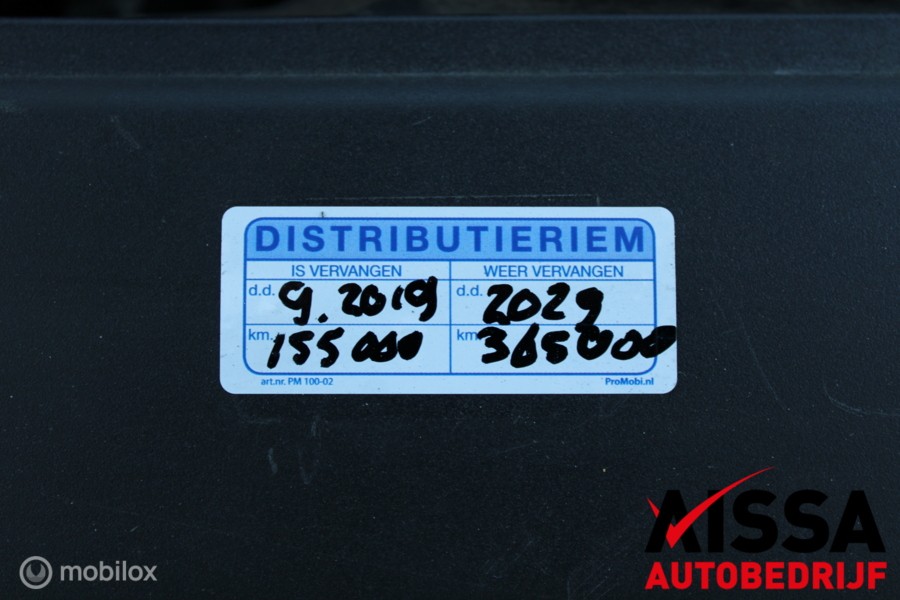 DISTRIBUTIERIEM
IS VERVANGEN
WEER VERVANGEN
d.d. 9.2019
d.d. 2029
km. 155000
km 365000
art.nr. PM 100-02
ProMobi.nl
AISSA
AUTOBEDRIJF
mobilox